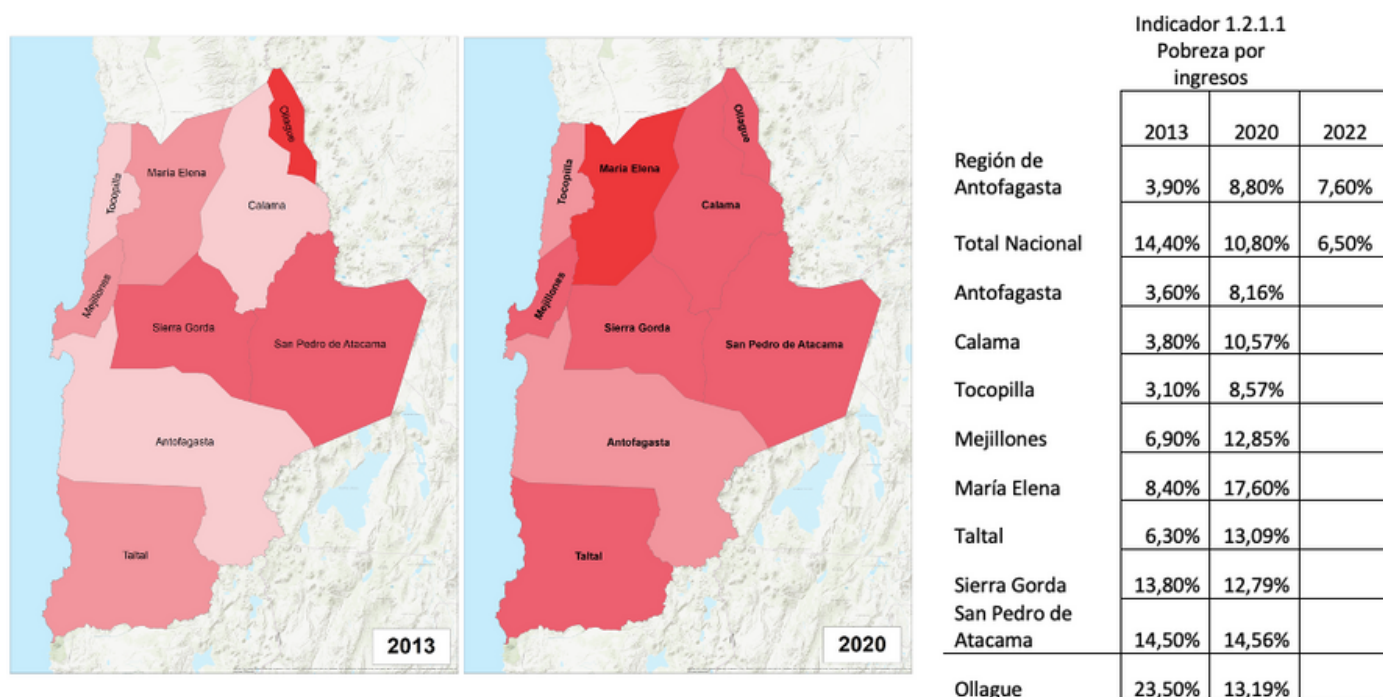 Ollague
María Elena
Tocopilla
Calama
Mejillones
Sierra Gorda
San Pedro de Atacama
Antofagasta
Taltal
2013
Ollague
María Elena
Tocopilla
Calama
Mejillones
Sierra Gorda
San Pedro de Atacama
Antofagasta
Taltal
2020
Indicador 1.2.1.1
Pobreza por
ingresos
2013 2020 2022
Región de
Antofagasta 3,90% 8,80% 7,60%
Total Nacional 14,40% 10,80% 6,50%
Antofagasta 3,60% 8,16%
Calama 3,80% 10,57%
Tocopilla 3,10% 8,57%
Mejillones 6,90% 12,85%
María Elena 8,40% 17,60%
Taltal 6,30% 13,09%
Sierra Gorda 13,80% 12,79%
San Pedro de
Atacama 14,50% 14,56%
Ollague 23,50% 13,19%